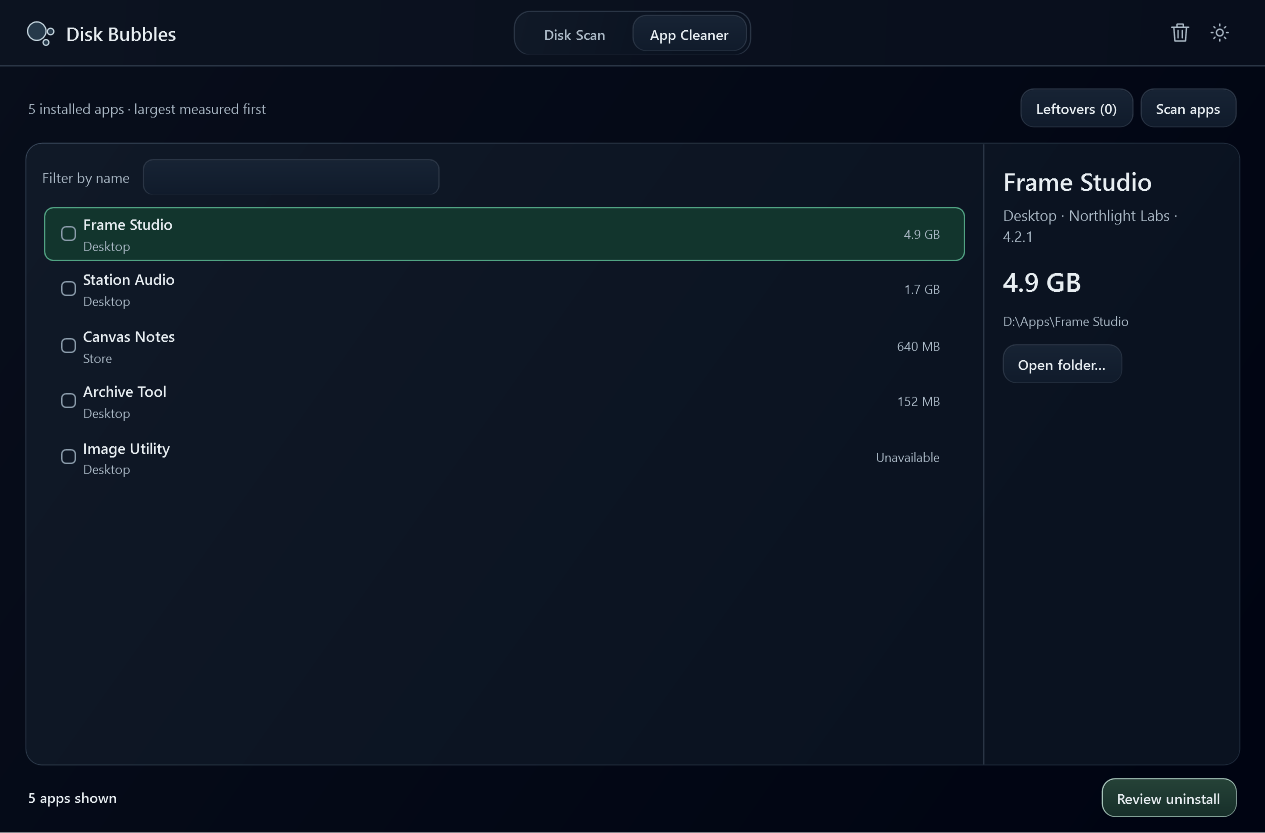 Disk Bubbles
Disk Scan
App Cleaner
5 installed apps · largest measured first
Leftovers (0)
Scan apps
Filter by name
Frame Studio
Desktop
4.9 GB
Station Audio
Desktop
1.7 GB
Canvas Notes
Store
640 MB
Archive Tool
Desktop
152 MB
Image Utility
Desktop
Unavailable
Frame Studio
Desktop · Northlight Labs ·
4.2.1
4.9 GB
D:\Apps\Frame Studio
Open folder...
5 apps shown
Review uninstall